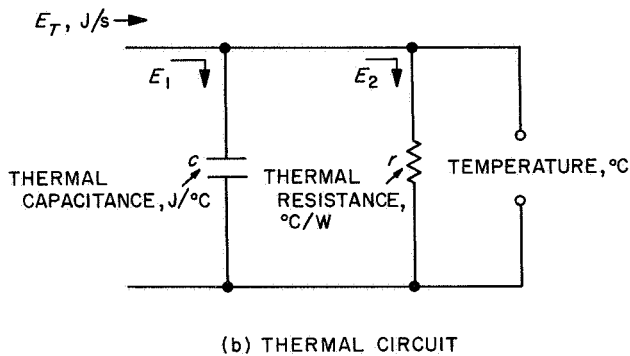 E_T, J/s
E_1
E_2
c
r
THERMAL
CAPACITANCE, J/°C
THERMAL
RESISTANCE,
°C/W
TEMPERATURE, °C
(b) THERMAL CIRCUIT